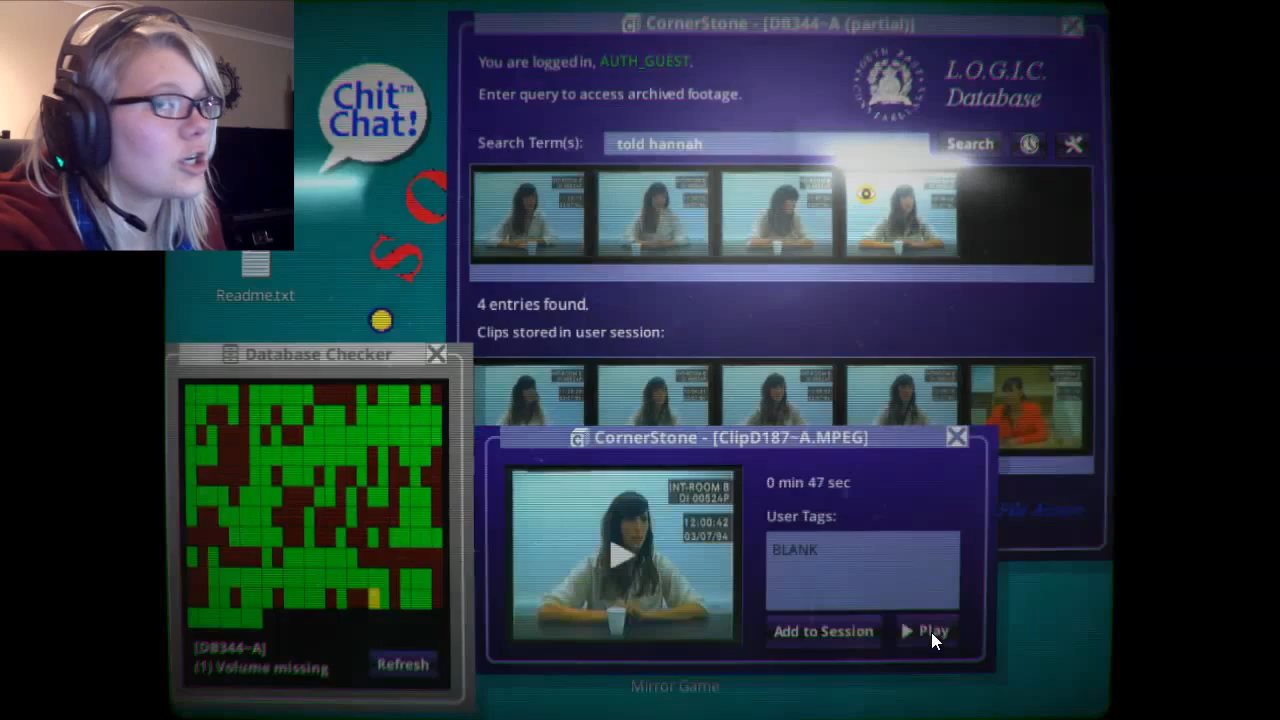 CornerStone - [DB344~A (partial)]
You are logged in, AUTH_GUEST.
Enter query to access archived footage.
L.O.G.I.C.
Database
Chit Chat!™
Search Term(s):
told hannah
Search
Readme.txt
4 entries found.
Clips stored in user session:
Database Checker
[DB344~A]
(1) Volume missing
Refresh
CornerStone - [ClipD187~A.MPEG]
INT-ROOM B
DI 00524P
12:00:42
03/07/94
0 min 47 sec
User Tags:
BLANK
Add to Session
Play
Mirror Game